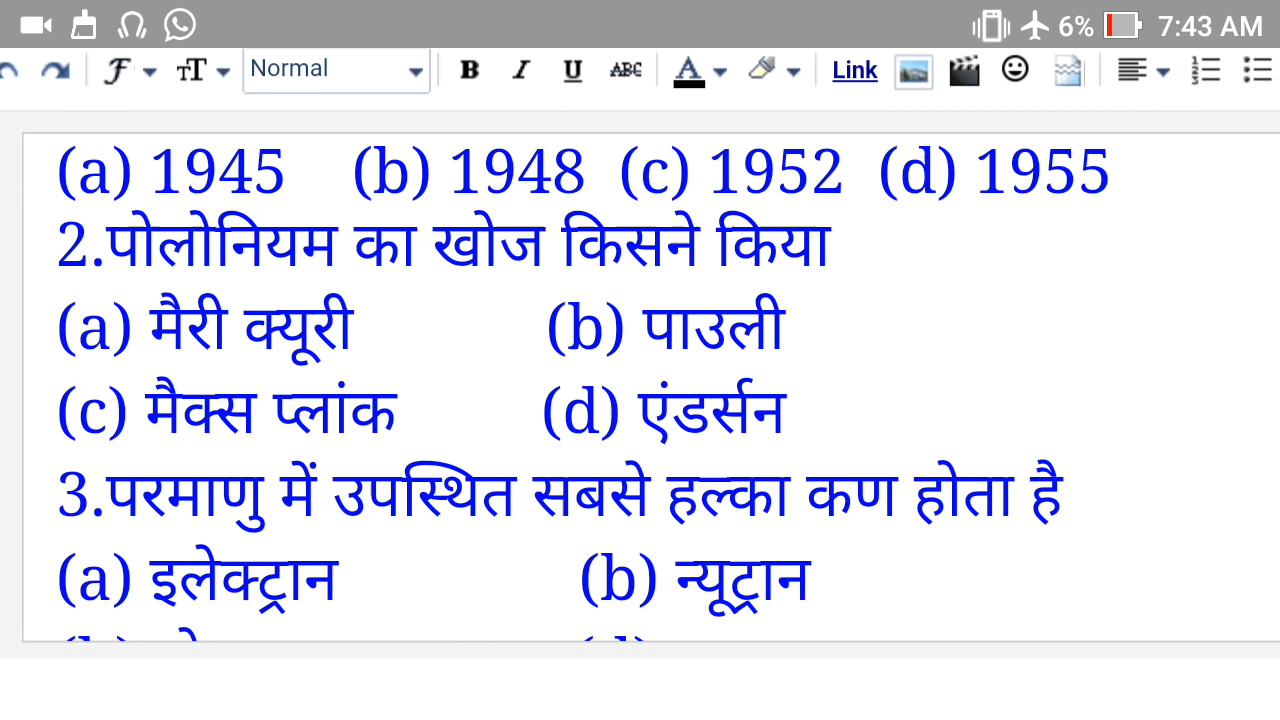 6% 7:43 AM
Normal B I U ABC A Link
(a) 1945 (b) 1948 (c) 1952 (d) 1955
2.पोलोनियम का खोज किसने किया
(a) मैरी क्यूरी (b) पाउली
(c) मैक्स प्लांक (d) एंडर्सन
3.परमाणु में उपस्थित सबसे हल्का कण होता है
(a) इलेक्ट्रान (b) न्यूट्रान